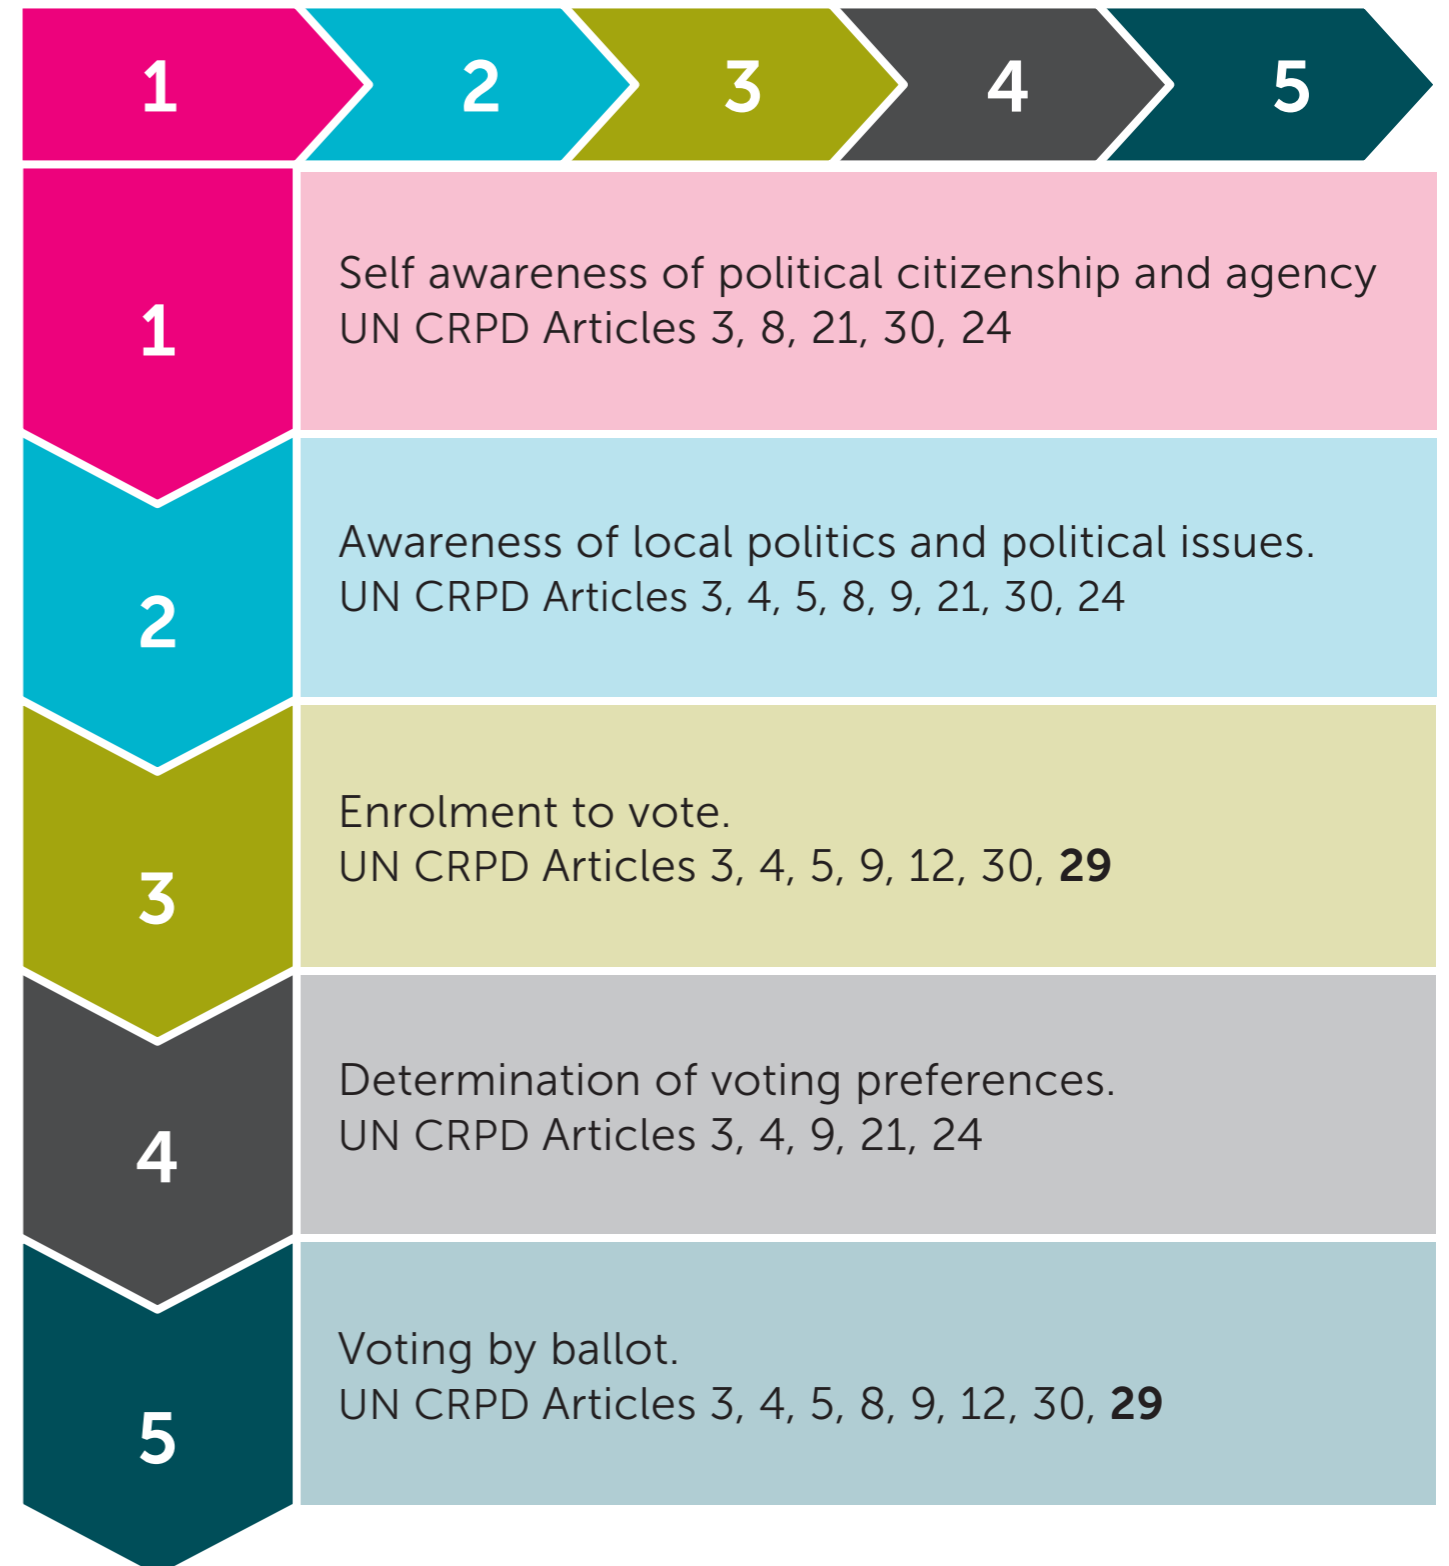 1 2 3 4 5
1
Self awareness of political citizenship and agency
UN CRPD Articles 3, 8, 21, 30, 24
2
Awareness of local politics and political issues.
UN CRPD Articles 3, 4, 5, 8, 9, 21, 30, 24
3
Enrolment to vote.
UN CRPD Articles 3, 4, 5, 9, 12, 30, 29
4
Determination of voting preferences.
UN CRPD Articles 3, 4, 9, 21, 24
5
Voting by ballot.
UN CRPD Articles 3, 4, 5, 8, 9, 12, 30, 29